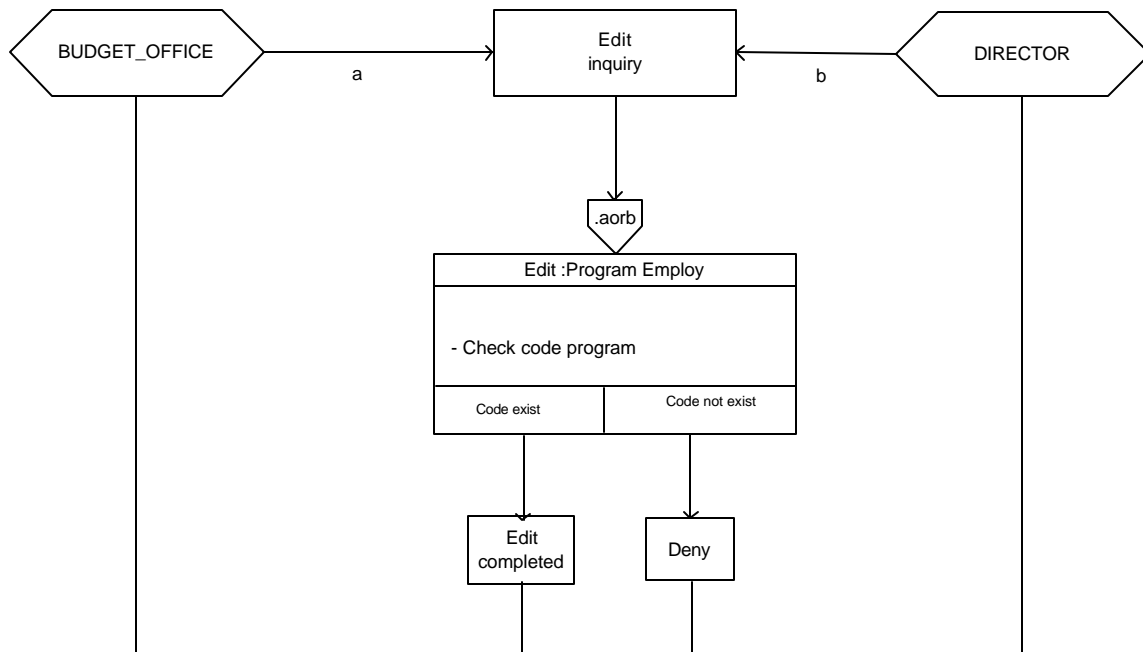 BUDGET_OFFICE
a
Edit
inquiry
b
DIRECTOR
.aorb
Edit :Program Employ
- Check code program
Code exist
Code not exist
Edit
completed
Deny